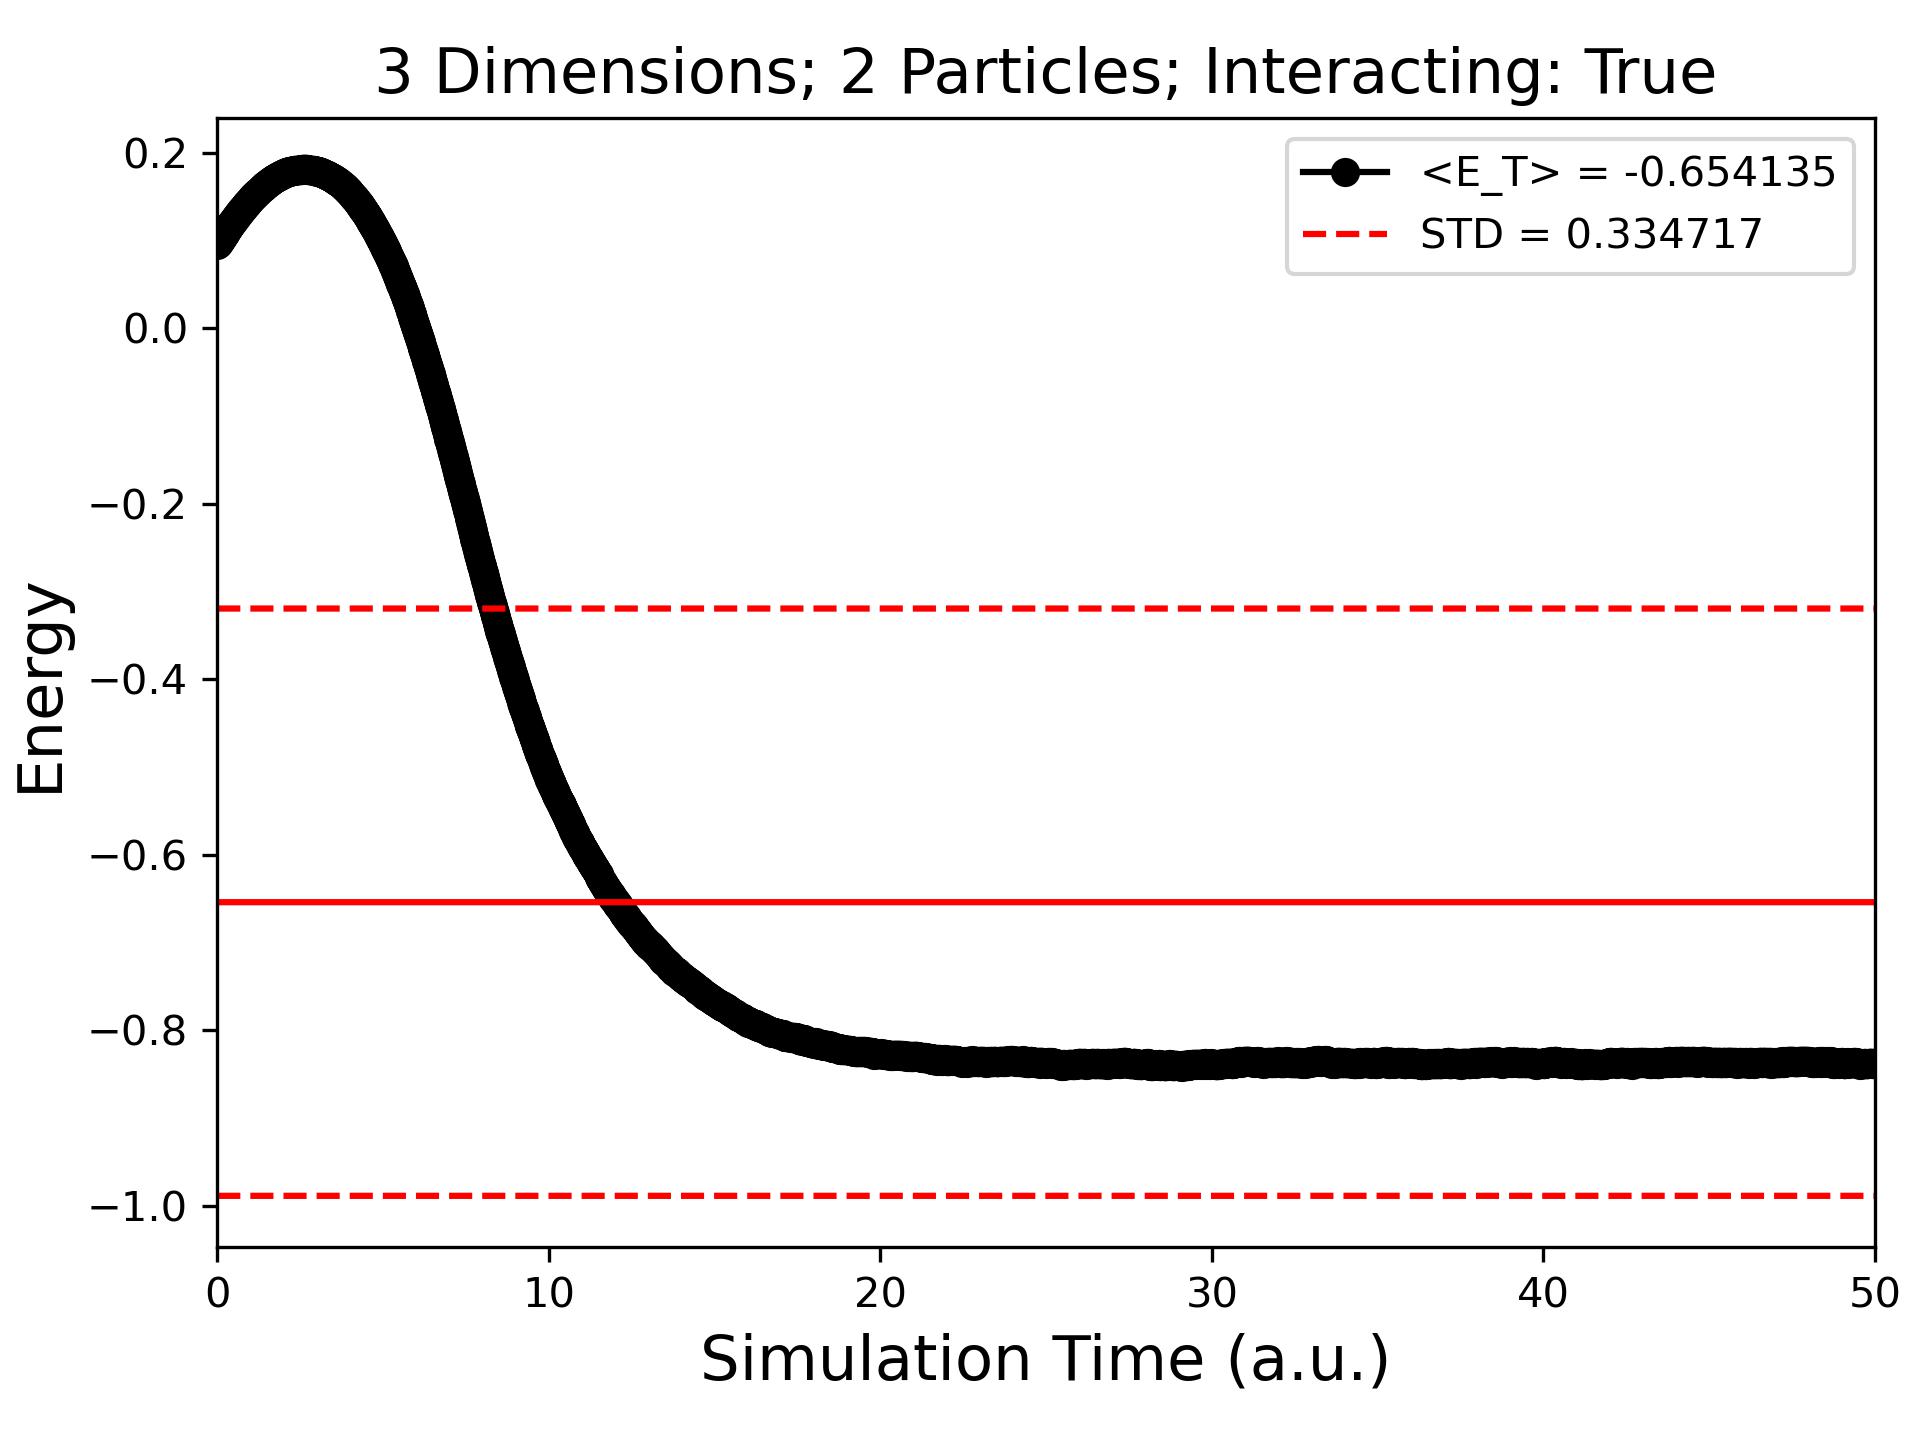 3 Dimensions; 2 Particles; Interacting: True
<E_T> = -0.654135
STD = 0.334717
0.2
0.0
−0.2
−0.4
−0.6
−0.8
−1.0
Energy
0 10 20 30 40 50
Simulation Time (a.u.)